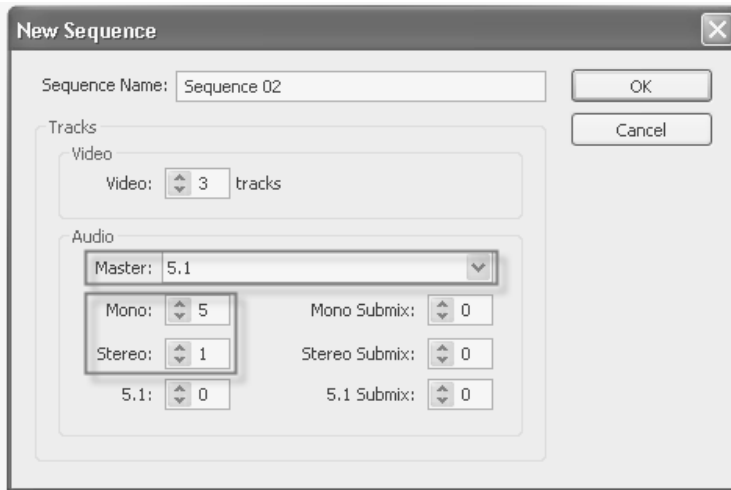 New Sequence
Sequence Name: Sequence 02
OK
Cancel
Tracks
Video
Video: 3 tracks
Audio
Master: 5.1
Mono: 5 Mono Submix: 0
Stereo: 1 Stereo Submix: 0
5.1: 0 5.1 Submix: 0